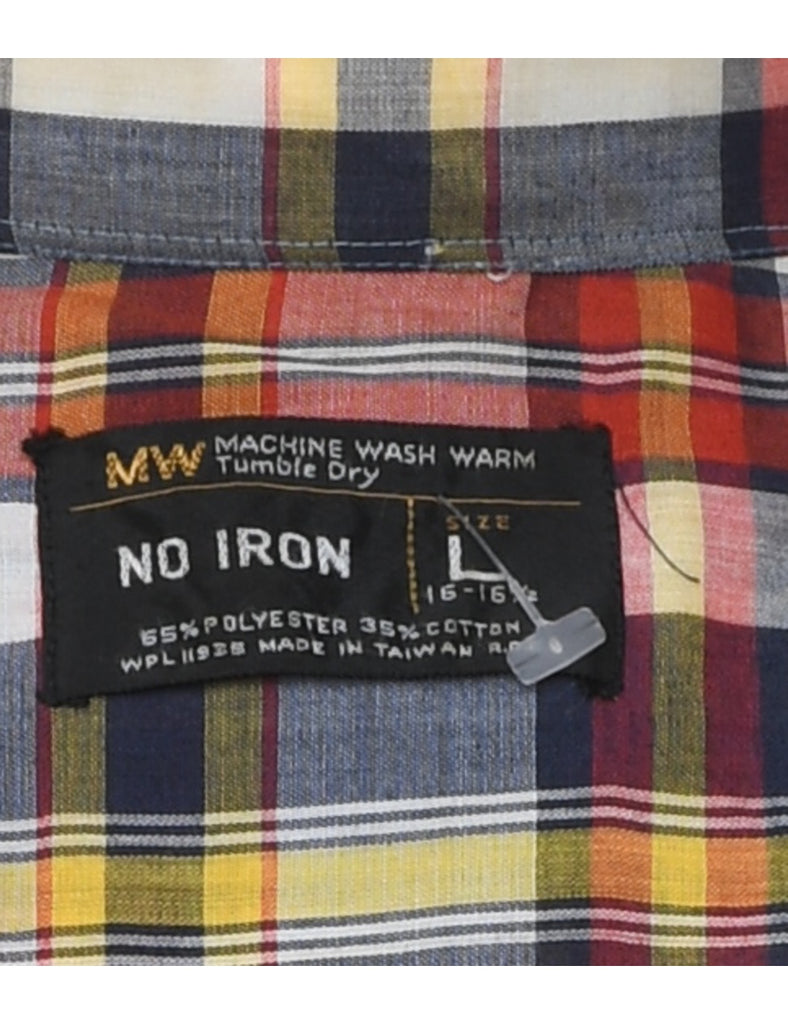 MW MACHINE WASH WARM
Tumble Dry
NO IRON
SIZE
L
16-16½
65% POLYESTER 35% COTTON
WPL 11938 MADE IN TAIWAN